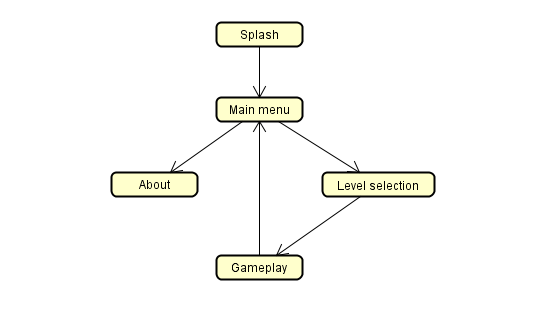 Splash
Main menu
About
Level selection
Gameplay